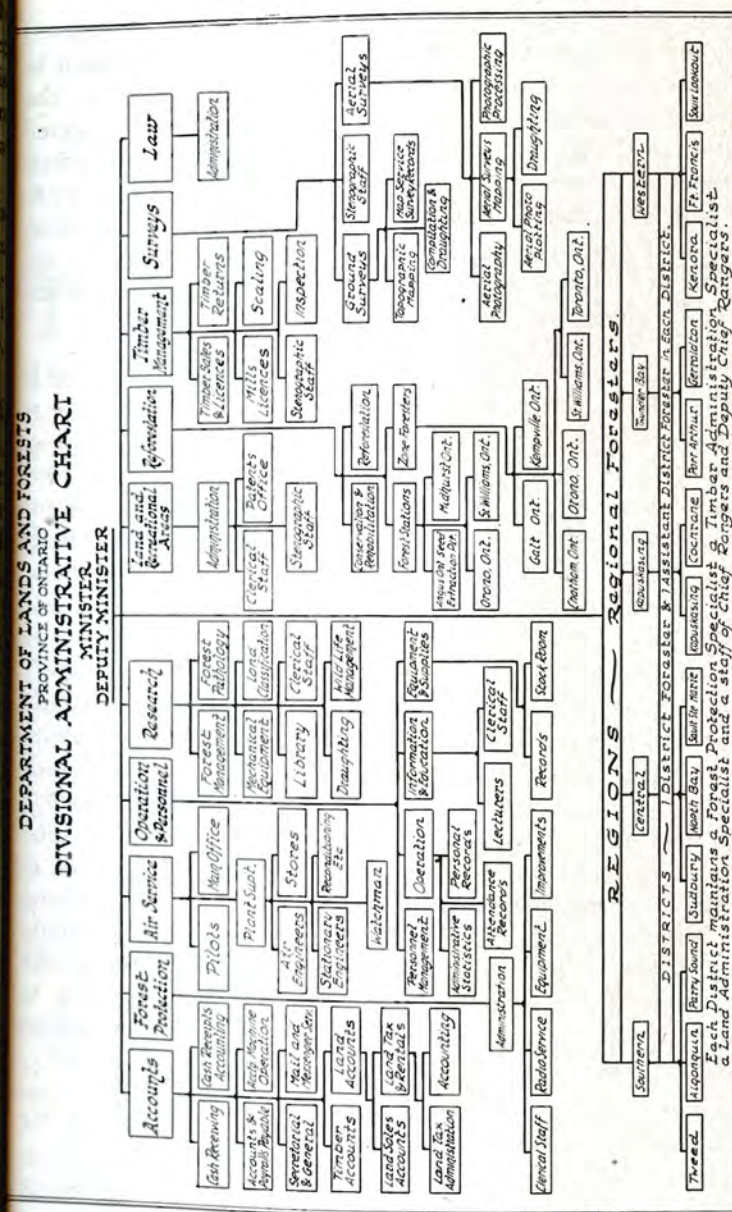 DEPARTMENT OF LANDS AND FORESTS
PROVINCE OF ONTARIO
DIVISIONAL ADMINISTRATIVE CHART
MINISTER
DEPUTY MINISTER
Accounts
Forest
Protection
Air Service
Operation
& Personnel
Research
Land and
Recreational
Areas
Reforestation
Timber
Management
Surveys
Law
Cash Receiving
Cash Receipts
Accounting
Accounts &
Payrolls Payable
Acctg Machine
Operation
Secretarial
& General
Mail and
Messenger Serv.
Timber
Accounts
Land
Accounts
Land Sales
Accounts
Land Tax
& Rentals
Land Tax
Administration
Accounting
Pilots
Main Office
Plant Supt.
Air
Engineers
Stores
Stationary
Engineers
Reconditioning
Etc
Watchman
Forest
Management
Forest
Pathology
Mechanical
Equipment
Land
Classification
Library
Clerical
Staff
Draughting
Wild Life
Management
Personnel
Management
Operation
Information
& Education
Equipment
& Supplies
Administrative
Statistics
Personal
Records
Attendance
Records
Lecturers
Clerical
Staff
Administration
Clerical Staff
Radio Service
Equipment
Improvements
Records
Stock Room
Administration
Clerical
Staff
Patents
Office
Stenographic
Staff
Timber Sales
& Licences
Timber
Returns
Mills
Licences
Scaling
Stenographic
Staff
Inspection
Administration
Conservation &
Rehabilitation
Reforestation
Forest Stations
Zone Foresters
Angus Ont Seed
Extraction Plt.
Midhurst Ont.
Orono, Ont.
St Williams, Ont.
Galt Ont.
Kemptville Ont.
Chatham, Ont.
Orono, Ont.
St Williams, Ont.
Toronto, Ont.
Ground
Surveys
Stenographic
Staff
Aerial
Surveys
Topographic
Mapping
Map Service
Survey Records
Compilation &
Draughting
Aerial
Photography
Aerial Surveys
Mapping
Photographic
Processing
Aerial Photo
Plotting
Draughting
REGIONS — Regional Foresters.
Southern
Central
Kapuskasing
Thunder Bay
Western
DISTRICTS — 1 District Forester & 1 Assistant District Forester in Each District.
Tweed
Algonquin
Parry Sound
Sudbury
North Bay
Sault Ste Marie
Kapuskasing
Cochrane
Port Arthur
Geraldton
Kenora
Ft. Francis
Sioux Lookout
Each District maintains a Forest Protection Specialist a Timber Administration Specialist
a Land Administration Specialist and a staff of Chief Rangers and Deputy Chief Rangers.